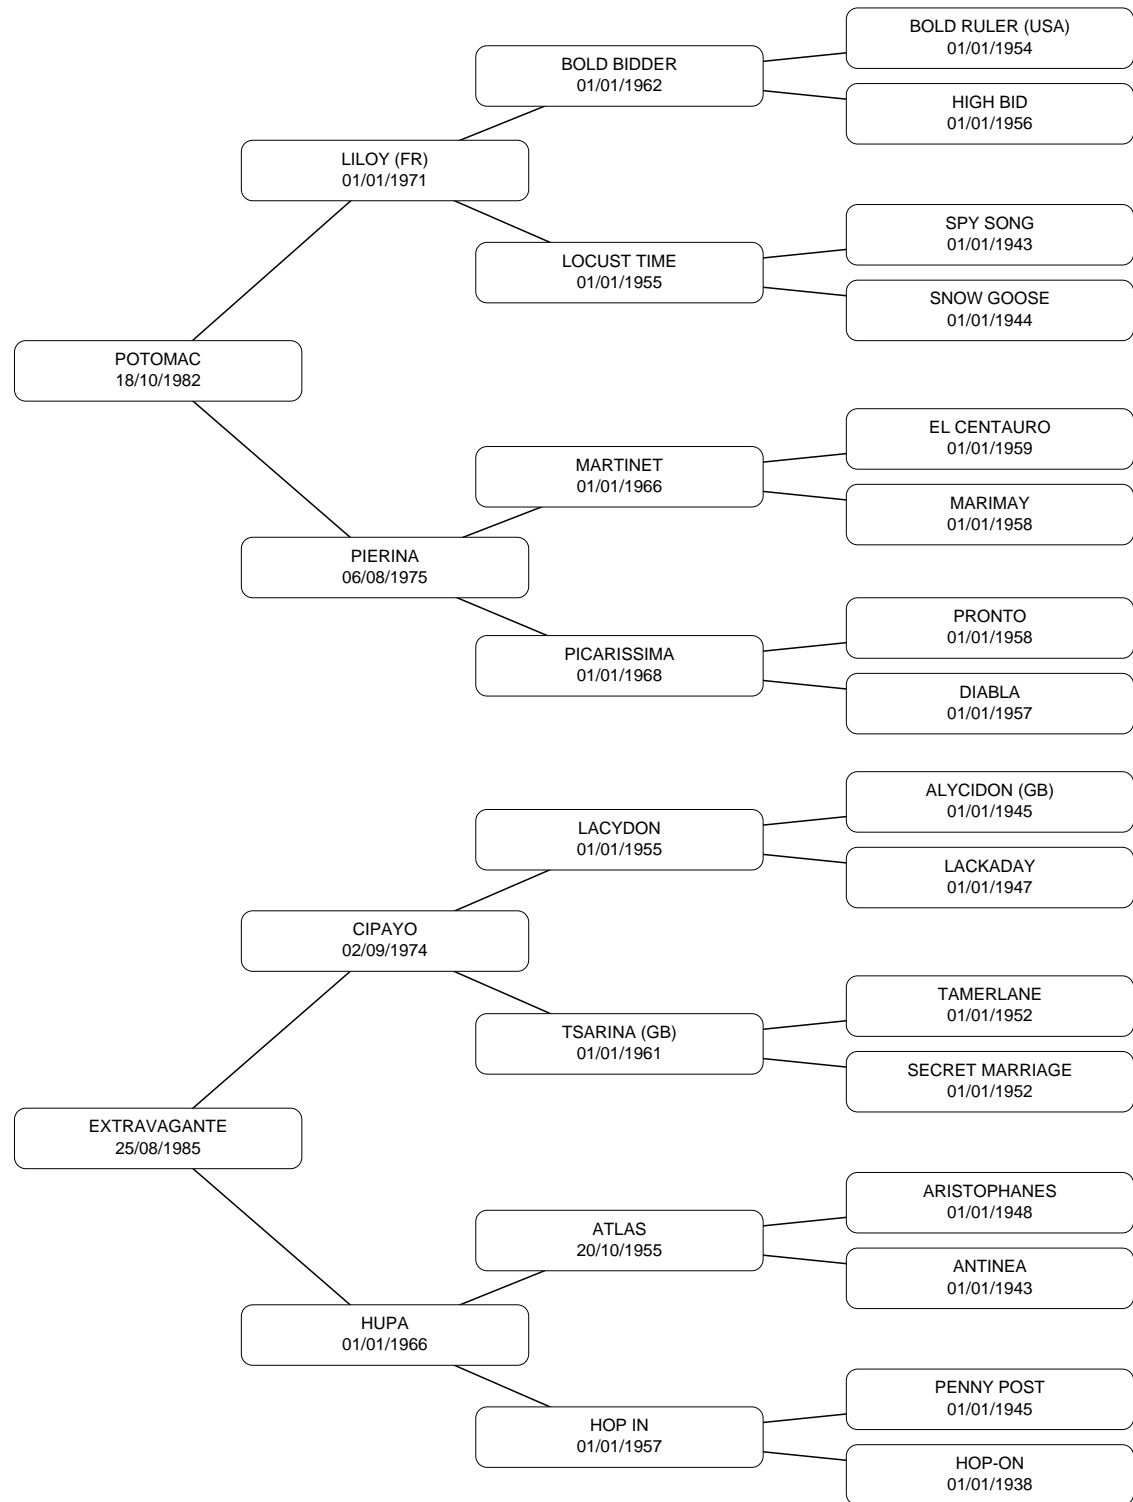 BOLD RULER (USA)
01/01/1954
BOLD BIDDER
01/01/1962
HIGH BID
01/01/1956
LILOY (FR)
01/01/1971
SPY SONG
01/01/1943
LOCUST TIME
01/01/1955
SNOW GOOSE
01/01/1944
POTOMAC
18/10/1982
EL CENTAURO
01/01/1959
MARTINET
01/01/1966
MARIMAY
01/01/1958
PIERINA
06/08/1975
PRONTO
01/01/1958
PICARISSIMA
01/01/1968
DIABLA
01/01/1957
ALYCIDON (GB)
01/01/1945
LACYDON
01/01/1955
LACKADAY
01/01/1947
CIPAYO
02/09/1974
TAMERLANE
01/01/1952
TSARINA (GB)
01/01/1961
SECRET MARRIAGE
01/01/1952
EXTRAVAGANTE
25/08/1985
ARISTOPHANES
01/01/1948
ATLAS
20/10/1955
ANTINEA
01/01/1943
HUPA
01/01/1966
PENNY POST
01/01/1945
HOP IN
01/01/1957
HOP-ON
01/01/1938